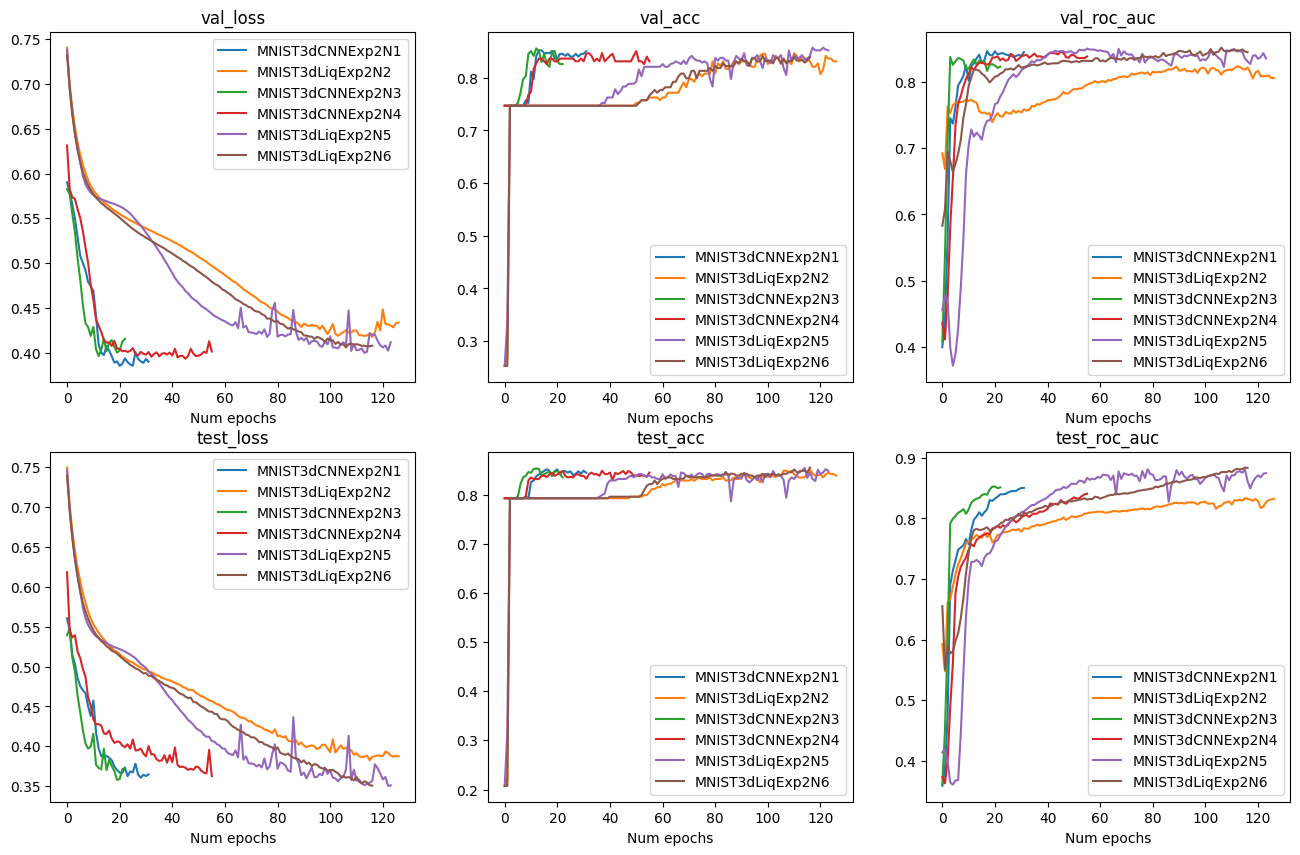 val_loss
0.75
0.70
0.65
0.60
0.55
0.50
0.45
0.40
0 20 40 60 80 100 120
Num epochs
MNIST3dCNNExp2N1
MNIST3dLiqExp2N2
MNIST3dCNNExp2N3
MNIST3dCNNExp2N4
MNIST3dLiqExp2N5
MNIST3dLiqExp2N6
val_acc
0.8
0.7
0.6
0.5
0.4
0.3
0 20 40 60 80 100 120
Num epochs
MNIST3dCNNExp2N1
MNIST3dLiqExp2N2
MNIST3dCNNExp2N3
MNIST3dCNNExp2N4
MNIST3dLiqExp2N5
MNIST3dLiqExp2N6
val_roc_auc
0.8
0.7
0.6
0.5
0.4
0 20 40 60 80 100 120
Num epochs
MNIST3dCNNExp2N1
MNIST3dLiqExp2N2
MNIST3dCNNExp2N3
MNIST3dCNNExp2N4
MNIST3dLiqExp2N5
MNIST3dLiqExp2N6
test_loss
0.75
0.70
0.65
0.60
0.55
0.50
0.45
0.40
0.35
0 20 40 60 80 100 120
Num epochs
MNIST3dCNNExp2N1
MNIST3dLiqExp2N2
MNIST3dCNNExp2N3
MNIST3dCNNExp2N4
MNIST3dLiqExp2N5
MNIST3dLiqExp2N6
test_acc
0.8
0.7
0.6
0.5
0.4
0.3
0.2
0 20 40 60 80 100 120
Num epochs
MNIST3dCNNExp2N1
MNIST3dLiqExp2N2
MNIST3dCNNExp2N3
MNIST3dCNNExp2N4
MNIST3dLiqExp2N5
MNIST3dLiqExp2N6
test_roc_auc
0.9
0.8
0.7
0.6
0.5
0.4
0 20 40 60 80 100 120
Num epochs
MNIST3dCNNExp2N1
MNIST3dLiqExp2N2
MNIST3dCNNExp2N3
MNIST3dCNNExp2N4
MNIST3dLiqExp2N5
MNIST3dLiqExp2N6